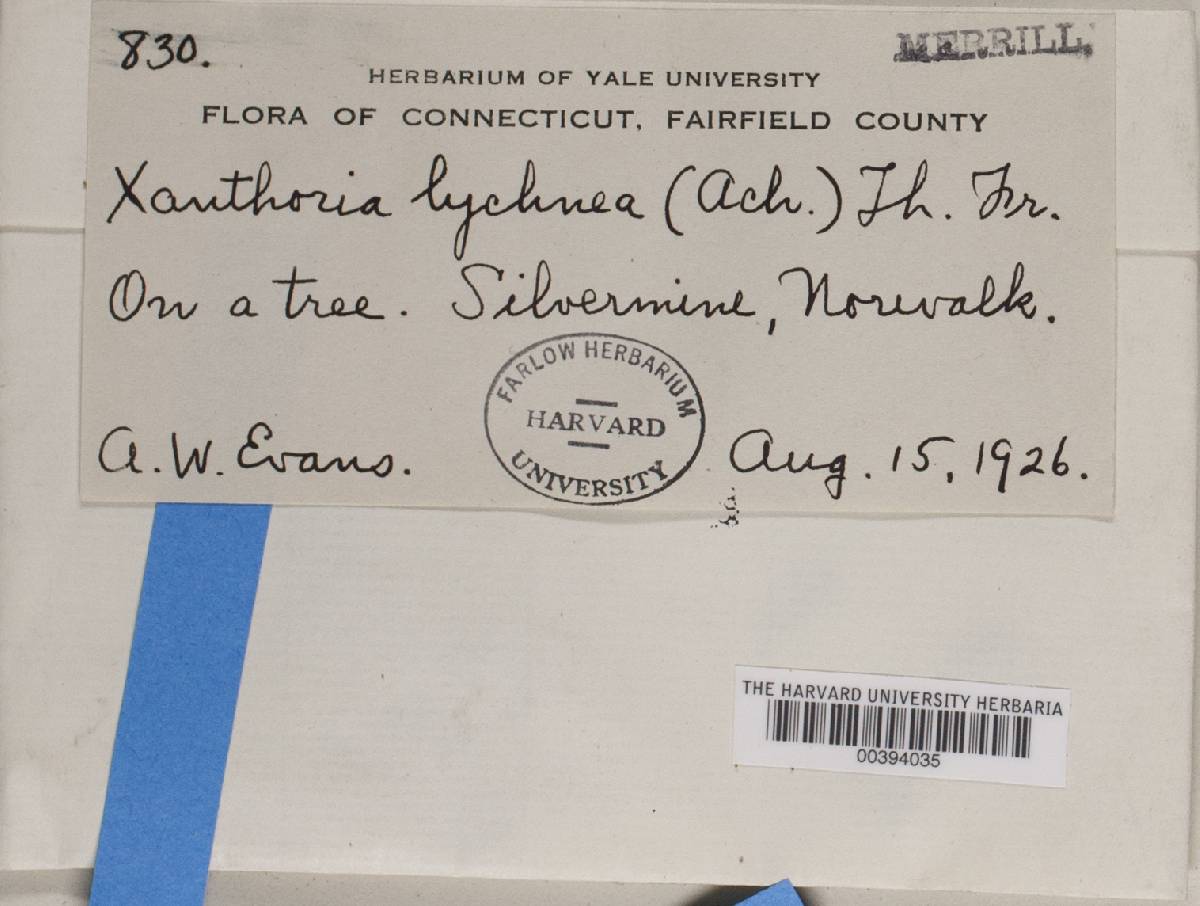 830.
MERRILL.
HERBARIUM OF YALE UNIVERSITY
FLORA OF CONNECTICUT, FAIRFIELD COUNTY
Xanthoria lychnea (Ach.) Th. Fr.
On a tree. Silvermine, Norwalk.
FARLOW HERBARIUM
HARVARD
UNIVERSITY
A. W. Evans.
Aug. 15, 1926.
THE HARVARD UNIVERSITY HERBARIA
00394035